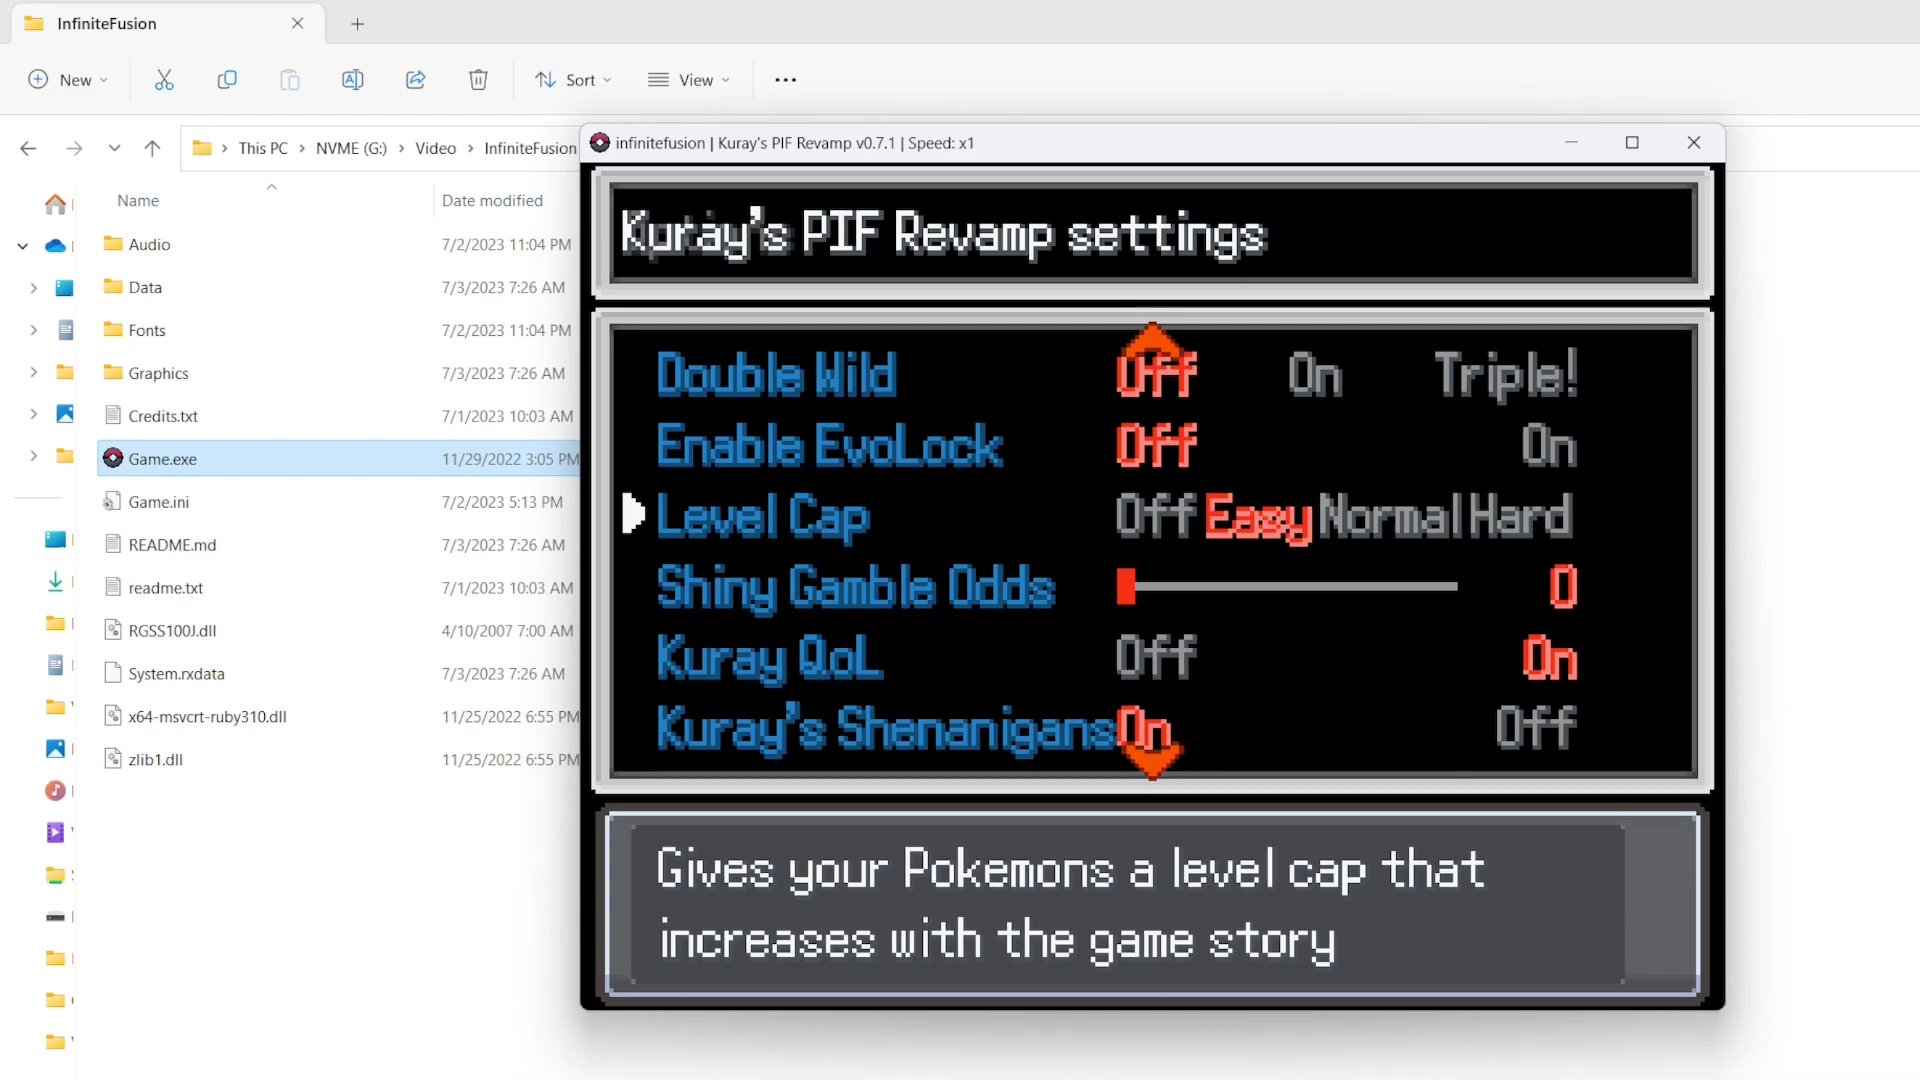 InfiniteFusion
New
Sort
View
This PC
NVME (G:)
Video
InfiniteFusion
Name
Date modified
Audio
7/2/2023 11:04 PM
Data
7/3/2023 7:26 AM
Fonts
7/2/2023 11:04 PM
Graphics
7/3/2023 7:26 AM
Credits.txt
7/1/2023 10:03 AM
Game.exe
11/29/2022 3:05 PM
Game.ini
7/2/2023 5:13 PM
README.md
7/3/2023 7:26 AM
readme.txt
7/1/2023 10:03 AM
RGSS100J.dll
4/10/2007 7:00 AM
System.rxdata
7/3/2023 7:26 AM
x64-msvcrt-ruby310.dll
11/25/2022 6:55 PM
zlib1.dll
11/25/2022 6:55 PM
infinitefusion | Kuray's PIF Revamp v0.7.1 | Speed: x1
Kuray's PIF Revamp settings
Double Wild Off On Triple!
Enable EvoLock Off On
Level Cap Off Easy Normal Hard
Shiny Gamble Odds 0
Kuray QoL Off On
Kuray's Shenanigans On Off
Gives your Pokemons a level cap that
increases with the game story